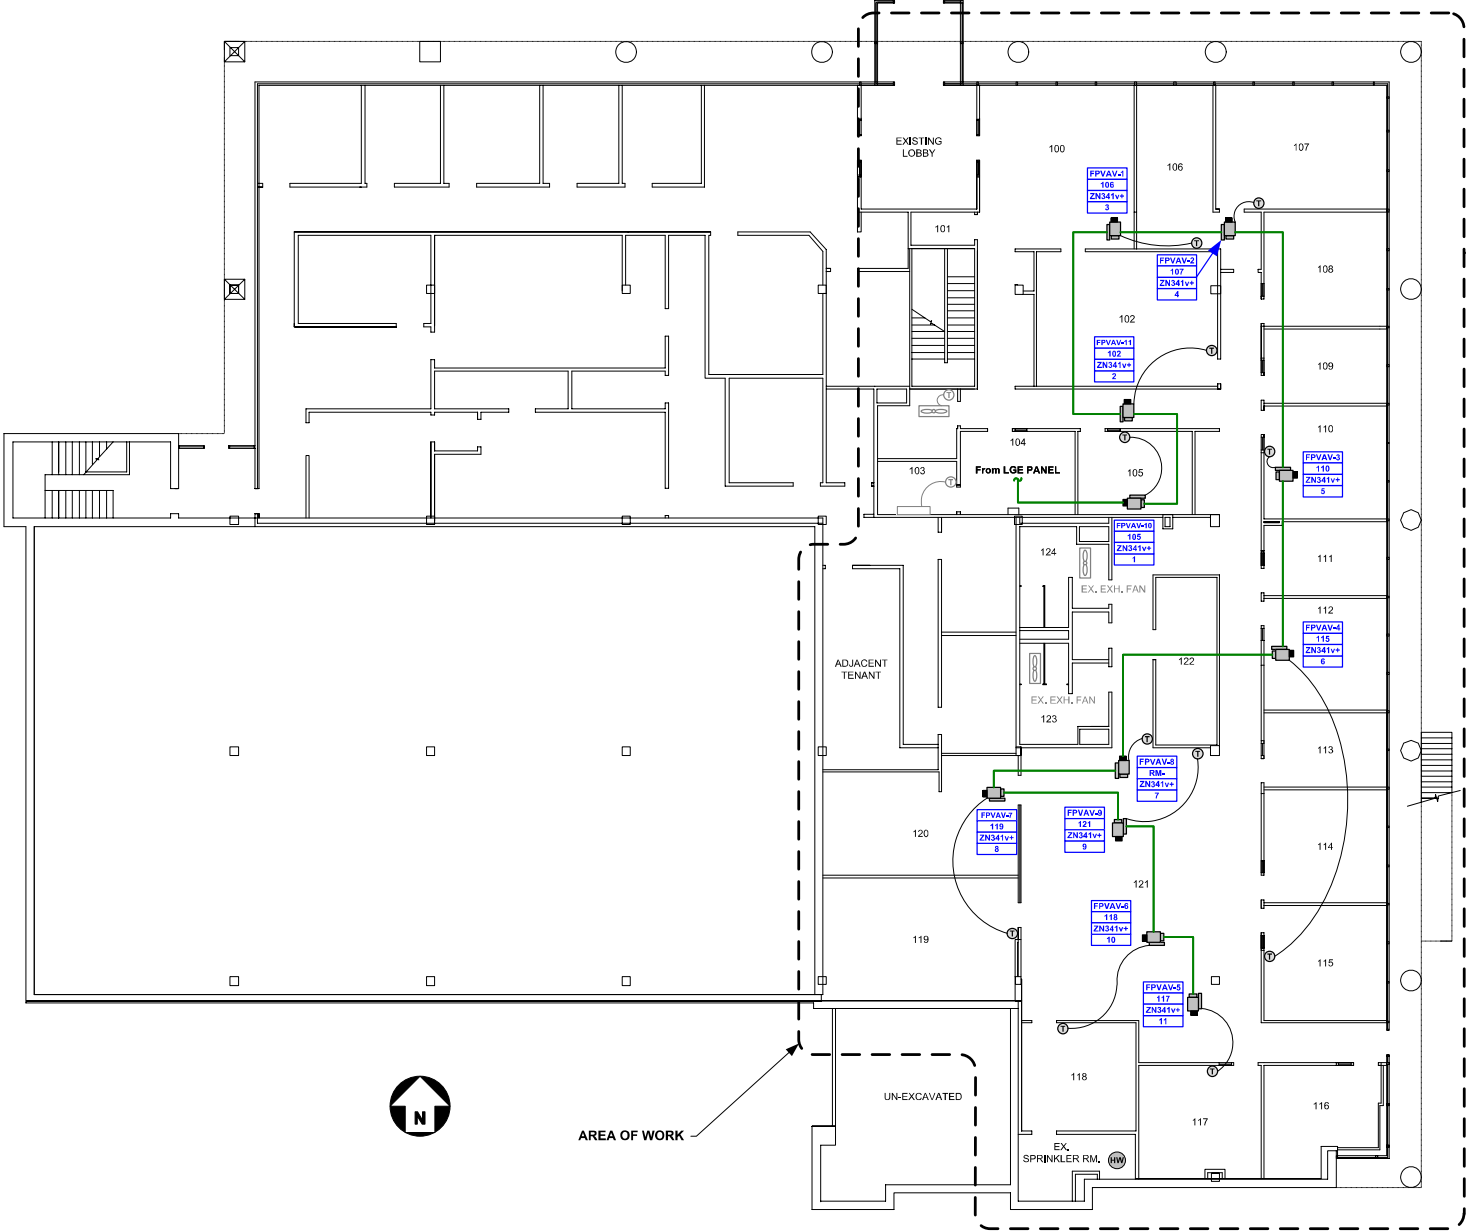 EXISTING
LOBBY
100
106
107
FPVAV-1
106
ZN341v+
3
101
T
T
FPVAV-2
107
ZN341v+
4
108
102
FPVAV-11
102
ZN341v+
2
T
109
T
110
104
T
103
From LGE PANEL
105
T
T
FPVAV-3
110
ZN341v+
5
FPVAV-10
105
ZN341v+
1
124
EX. EXH. FAN
111
112
FPVAV-4
115
ZN341v+
6
ADJACENT
TENANT
122
EX. EXH. FAN
123
T
T
113
FPVAV-8
RM-
ZN341v+
7
FPVAV-7
119
ZN341v+
8
FPVAV-9
121
ZN341v+
9
120
114
121
FPVAV-6
118
ZN341v+
10
T
119
T
115
FPVAV-5
117
ZN341v+
11
T
T
118
UN-EXCAVATED
116
N
117
AREA OF WORK
EX.
SPRINKLER RM.
HW